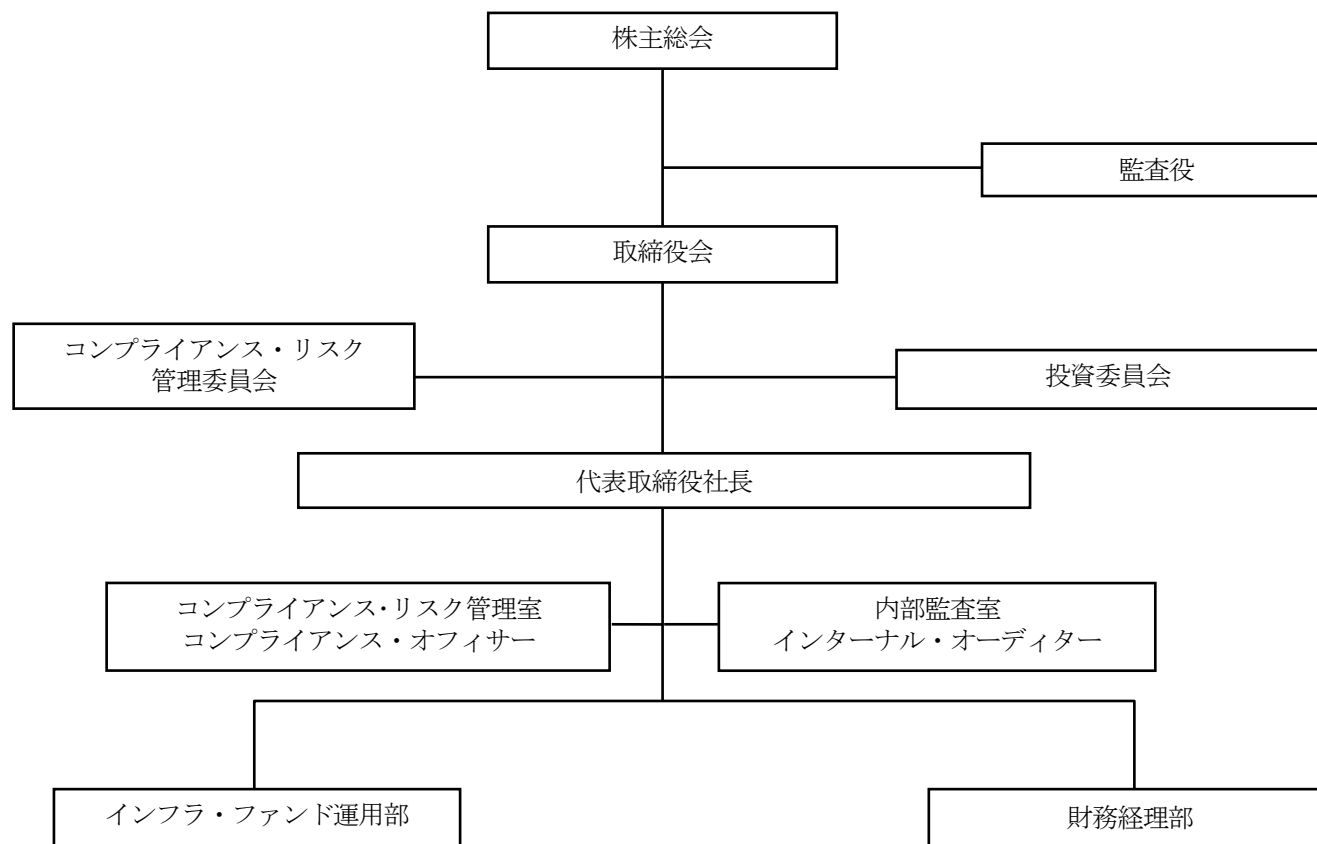 株主総会
監査役
取締役会
コンプライアンス・リスク
管理委員会
投資委員会
代表取締役社長
コンプライアンス・リスク管理室
コンプライアンス・オフィサー
内部監査室
インターナル・オーディター
インフラ・ファンド運用部
財務経理部